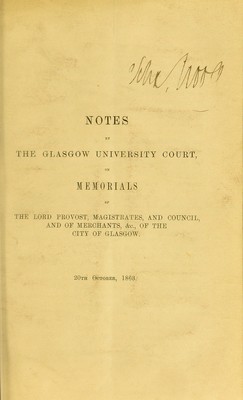 NOTES
BY
THE GLASGOW UNIVERSITY COURT,
ON
MEMORIALS
OF
THE LORD PROVOST, MAGISTRATES, AND COUNCIL,
AND OF MERCHANTS, &c., OF THE
CITY OF GLASGOW.
20TH OCTOBER, 1863.